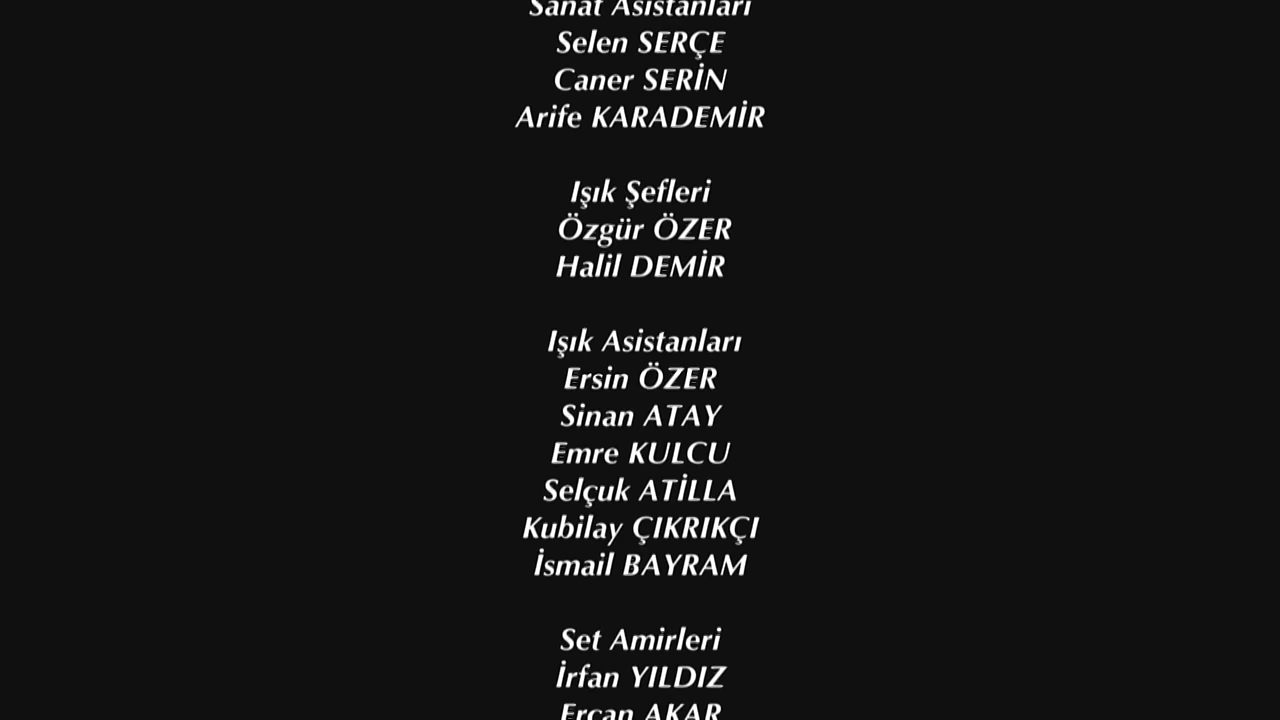 Sanat Asistanları
Selen SERÇE
Caner SERİN
Arife KARADEMİR
Işık Şefleri
Özgür ÖZER
Halil DEMİR
Işık Asistanları
Ersin ÖZER
Sinan ATAY
Emre KULCU
Selçuk ATİLLA
Kubilay ÇIKRIKÇI
İsmail BAYRAM
Set Amirleri
İrfan YILDIZ
Ercan AKAR